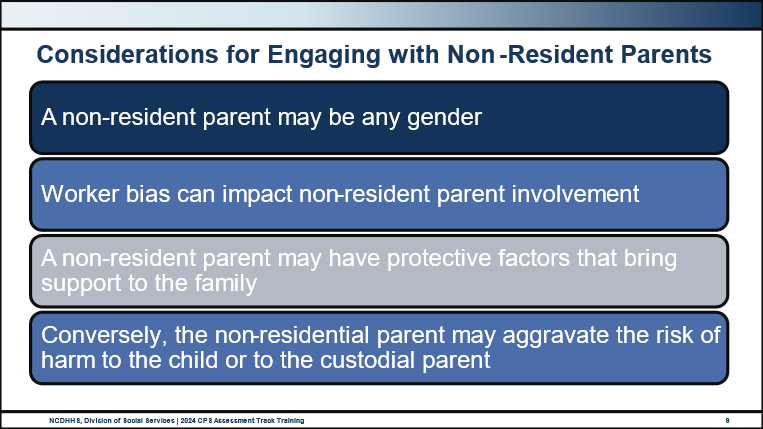 Considerations for Engaging with Non -Resident Parents
A non-resident parent may be any gender
Worker bias can impact non-resident parent involvement
A non-resident parent may have protective factors that bring
support to the family
Conversely, the non-residential parent may aggravate the risk of
harm to the child or to the custodial parent
NCDHHS, Division of Social Services | 2024 CPS Assessment Track Training
9